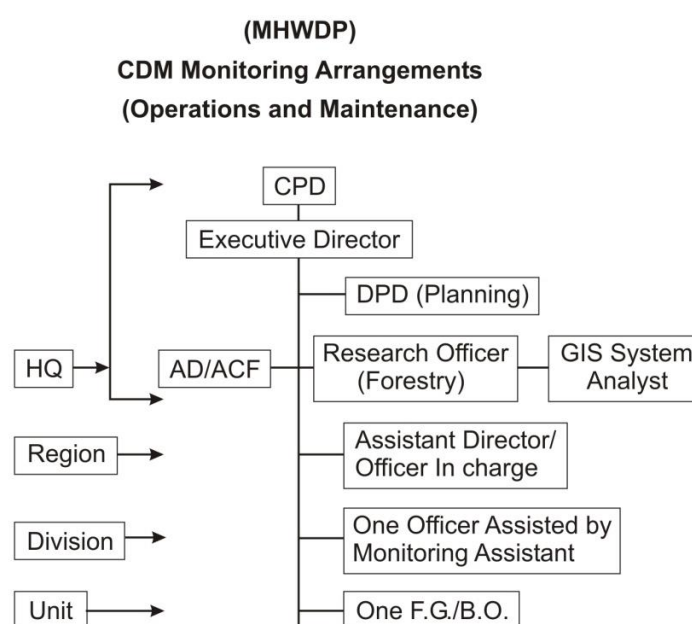 (MHWDP)
CDM Monitoring Arrangements
(Operations and Maintenance)
CPD
Executive Director
DPD (Planning)
HQ
AD/ACF
Research Officer
(Forestry)
GIS System
Analyst
Region
Assistant Director/
Officer In charge
Division
One Officer Assisted by
Monitoring Assistant
Unit
One F.G./B.O.